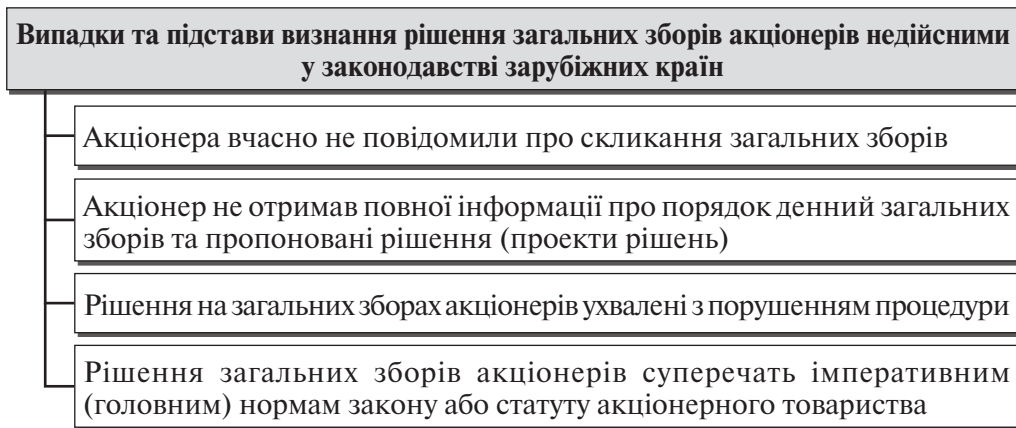 Випадки та підстави визнання рішення загальних зборів акціонерів недійсними
у законодавстві зарубіжних країн
Акціонера вчасно не повідомили про скликання загальних зборів
Акціонер не отримав повної інформації про порядок денний загальних
зборів та пропоновані рішення (проекти рішень)
Рішення на загальних зборах акціонерів ухвалені з порушенням процедури
Рішення загальних зборів акціонерів суперечать імперативним
(головним) нормам закону або статуту акціонерного товариства